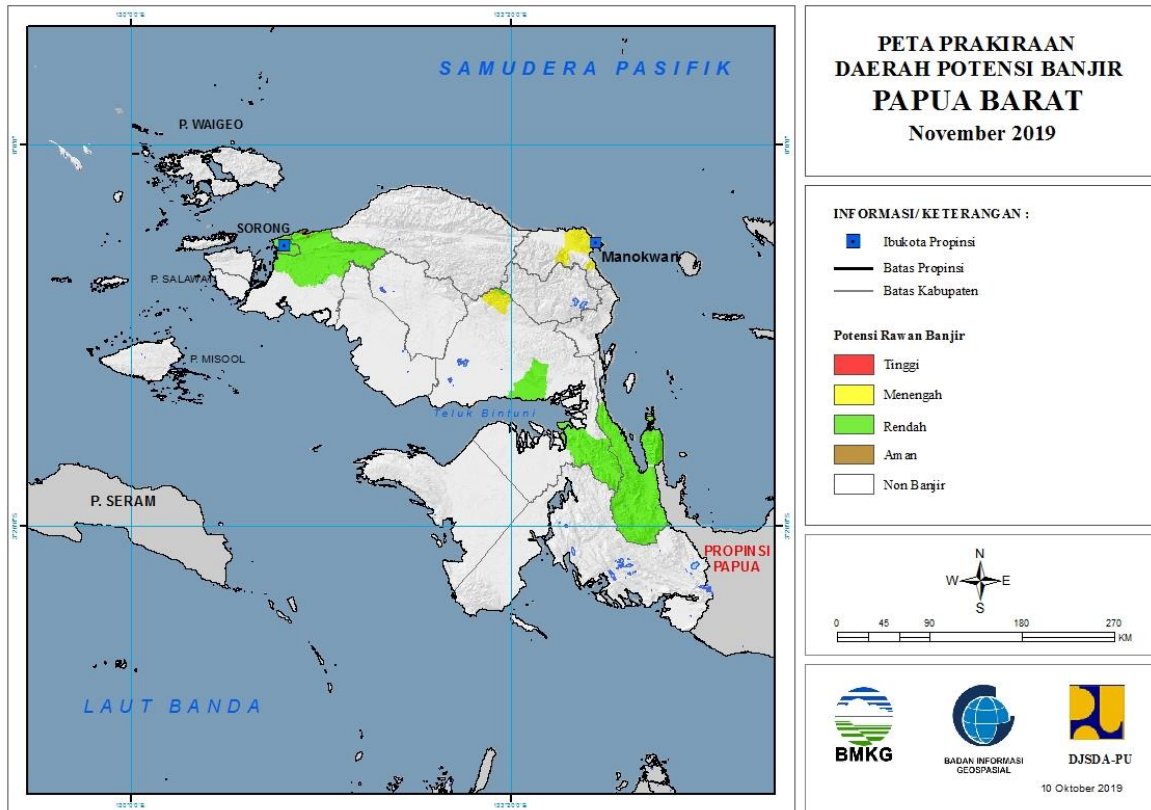 SAMUDERA PASIFIK
P. WAIGEO
SORONG
P. MISOOL
Manokwari
Teluk Bintuni
P. SERAM
PROPINSI
PAPUA
LAUT BANDA
PETA PRAKIRAAN
DAERAH POTENSI BANJIR
PAPUA BARAT
November 2019
INFORMASI/ KETERANGAN :
Ibukota Propinsi
Batas Propinsi
Batas Kabupaten
Potensi Rawan Banjir
Tinggi
Menengah
Rendah
Aman
Non Banjir
N
W E
S
0 45 90 180 270
KM
BMKG
BADAN INFORMASI
GEOSPASIAL
DJSDA-PU
10 Oktober 2019